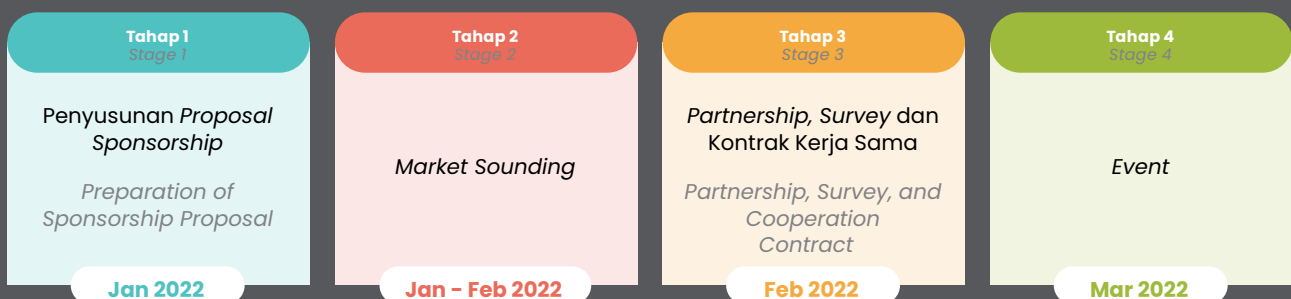 Tahap 1
Stage 1
Penyusunan Proposal
Sponsorship
Preparation of
Sponsorship Proposal
Jan 2022
Tahap 2
Stage 2
Market Sounding
Jan - Feb 2022
Tahap 3
Stage 3
Partnership, Survey dan
Kontrak Kerja Sama
Partnership, Survey, and
Cooperation
Contract
Feb 2022
Tahap 4
Stage 4
Event
Mar 2022